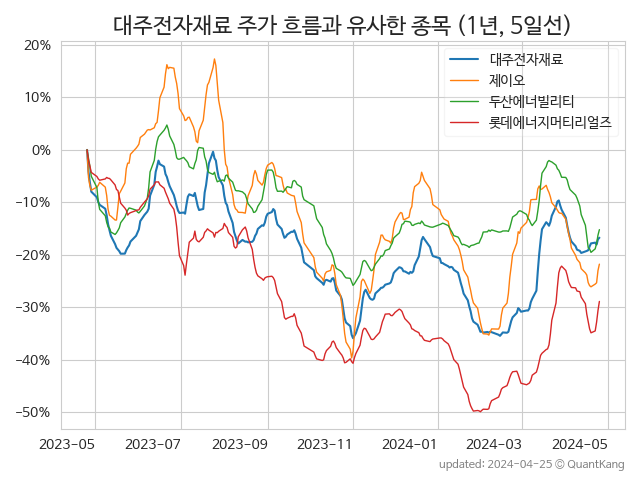 대주전자재료 주가 흐름과 유사한 종목 (1년, 5일선)
대주전자재료
제이오
두산에너빌리티
롯데에너지머티리얼즈
20%
10%
0%
−10%
−20%
−30%
−40%
−50%
2023-05 2023-07 2023-09 2023-11 2024-01 2024-03 2024-05
updated: 2024-04-25 © QuantKang